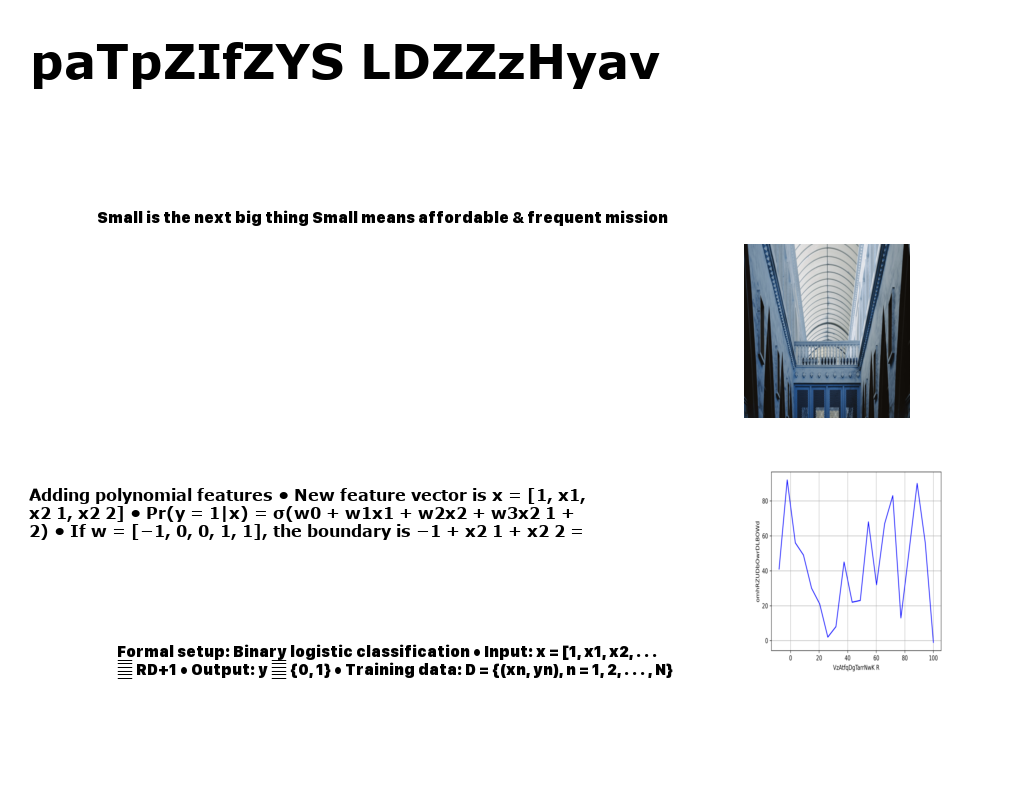 paTpZIfZYS LDZZzHyav
Small is the next big thing Small means affordable & frequent mission
Adding polynomial features • New feature vector is x = [1, x1,
x2 1, x2 2] • Pr(y = 1|x) = σ(w0 + w1x1 + w2x2 + w3x2 1 +
2) • If w = [−1, 0, 0, 1, 1], the boundary is −1 + x2 1 + x2 2 =
80
60
40
20
0
0 20 40 60 80 100
VzAtfqDgTarrNwK R
Formal setup: Binary logistic classification • Input: x = [1, x1, x2, . . .
RD+1 • Output: y {0, 1} • Training data: D = {(xn, yn), n = 1, 2, . . . , N}